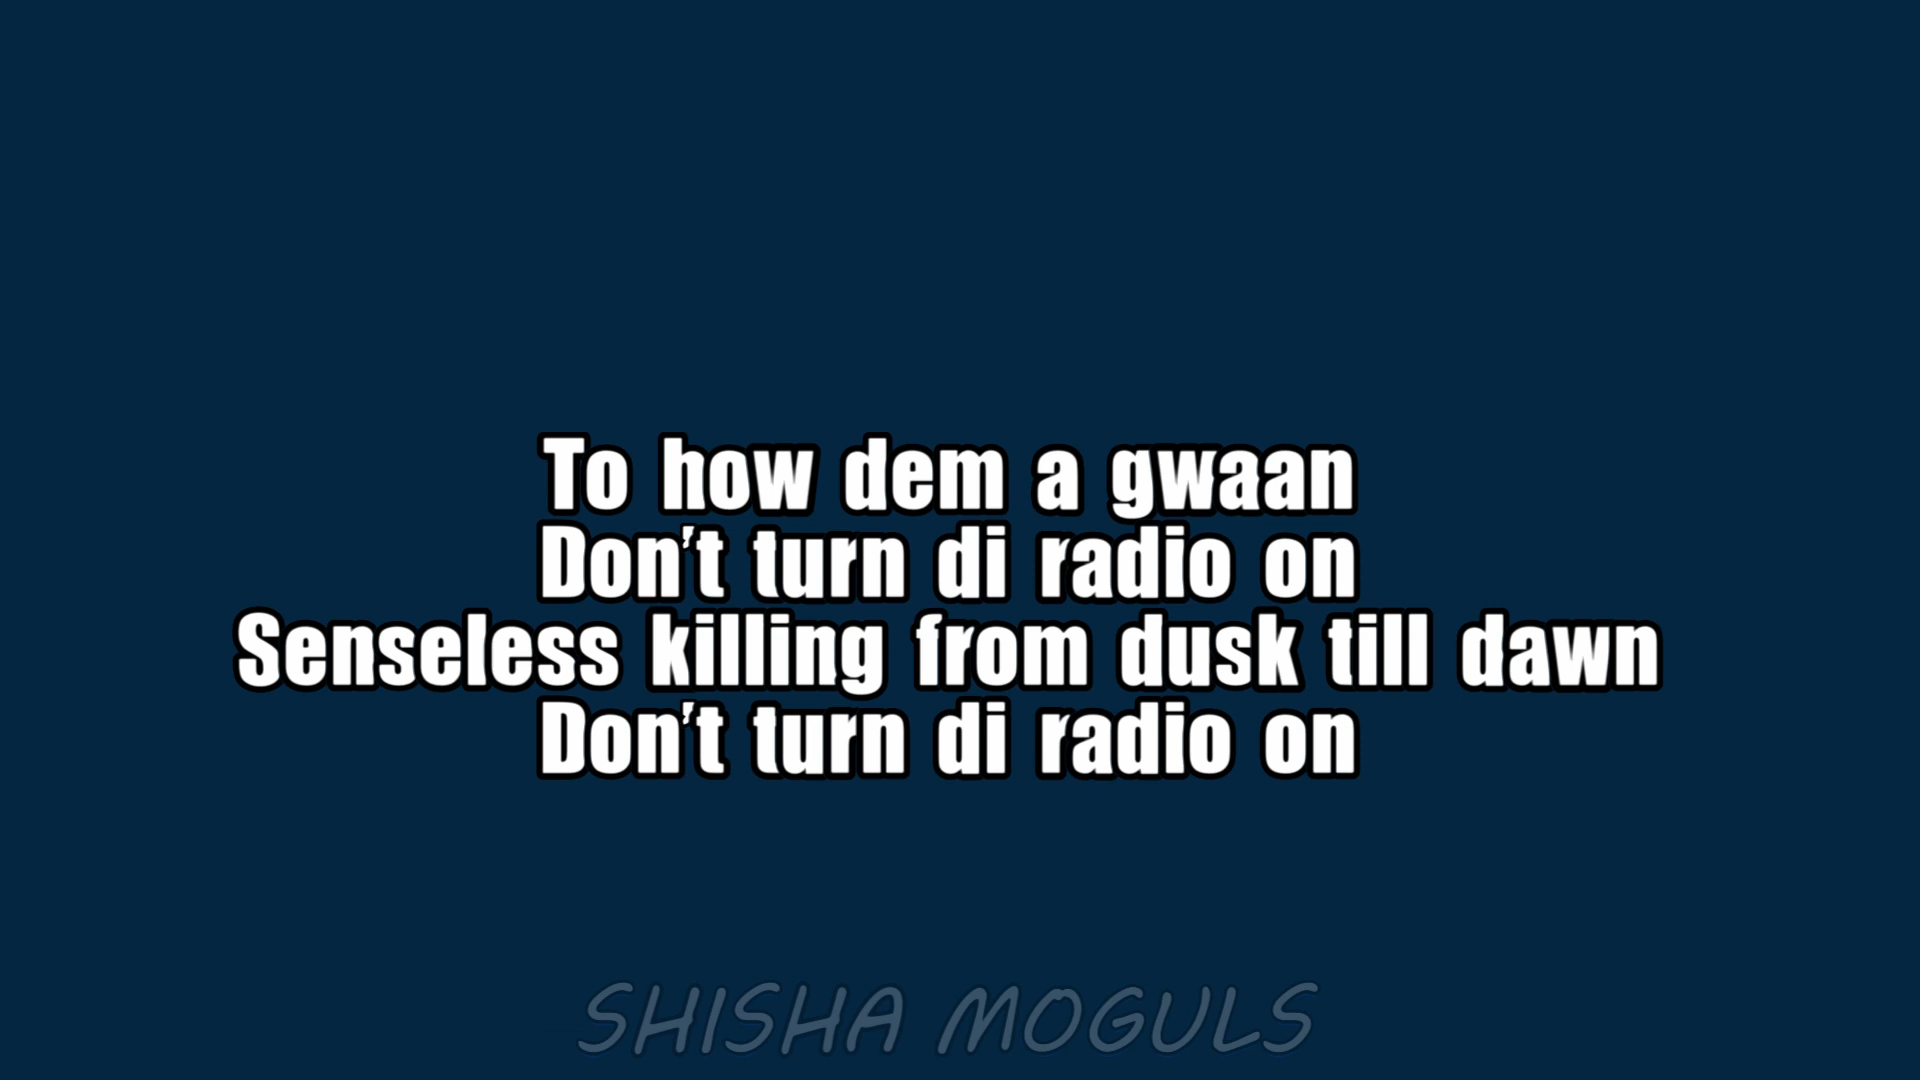 To how dem a gwaan
Don't turn di radio on
Senseless killing from dusk till dawn
Don't turn di radio on
SHISHA MOGULS